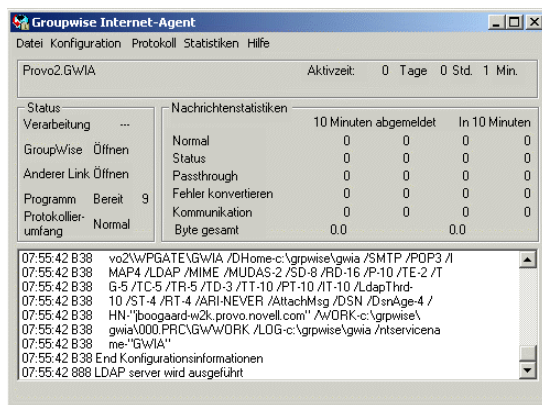 Groupwise Internet-Agent
Datei Konfiguration Protokoll Statistiken Hilfe
Provo2.GWIA Aktivzeit: 0 Tage 0 Std. 1 Min.
Status
Verarbeitung ---
GroupWise Öffnen
Anderer Link Öffnen
Programm Bereit 9
Protokollier-
umfang Normal
Nachrichtenstatistiken
10 Minuten abgemeldet In 10 Minuten
Normal 0 0 0 0
Status 0 0 0 0
Passthrough 0 0 0 0
Fehler konvertieren 0 0 0 0
Kommunikation 0 0 0 0
Byte gesamt 0.0 0.0
07:55:42 B38 vo2\WPGATE\GWIA /DHome-c:\grpwise\gwia /SMTP /POP3 /I
07:55:42 B38 MAP4 /LDAP /MIME /MUDAS-2 /SD-8 /RD-16 /P-10 /TE-2 /T
07:55:42 B38 G-5 /TC-5 /TR-5 /TD-3 /TT-10 /PT-10 /IT-10 /LdapThrd-
07:55:42 B38 10 /ST-4 /RT-4 /ARI-NEVER /AttachMsg /DSN /DsnAge-4 /
07:55:42 B38 HN-"jboogaard-w2k.provo.novell.com" /WORK-c:\grpwise\
07:55:42 B38 gwia\000.PRC\GWWORK /LOG-c:\grpwise\gwia /ntservicena
07:55:42 B38 me-"GWIA"
07:55:42 B38 End Konfigurationsinformationen
07:55:42 888 LDAP server wird ausgeführt